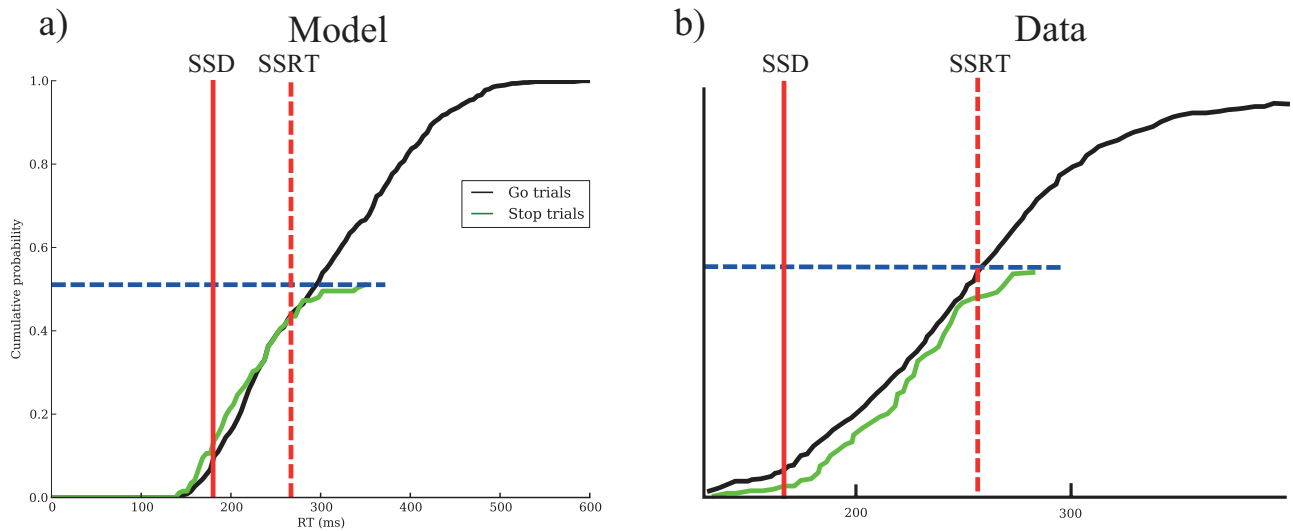 a)
Model
SSD SSRT
1.0
0.8
0.6
0.4
0.2
0.0
Cumulative probability
Go trials
Stop trials
0 100 200 300 400 500 600
RT (ms)
b)
Data
SSD SSRT
200 300